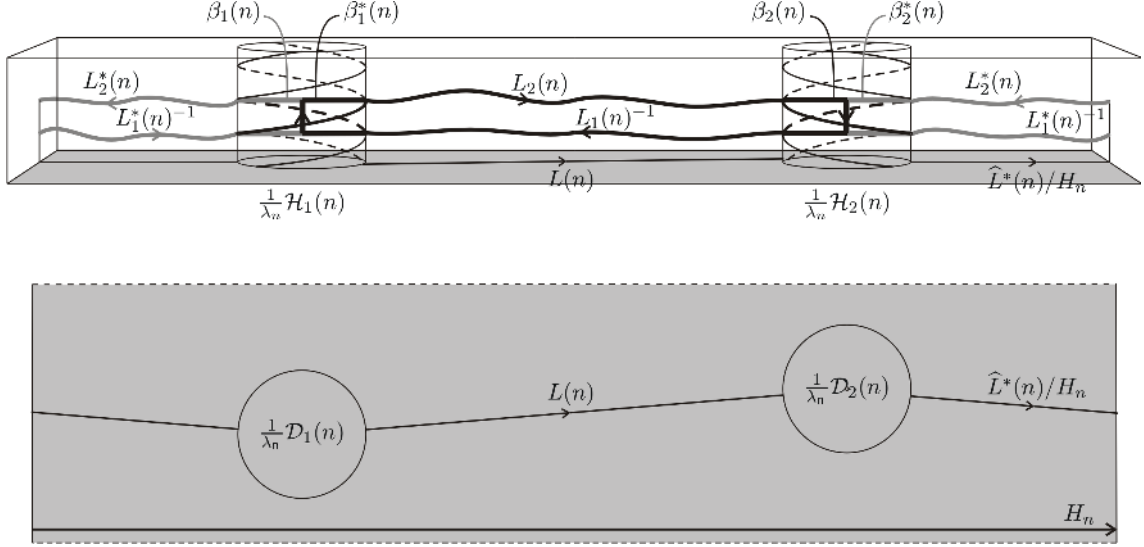 β₁(n) β₁*(n) β₂(n) β₂*(n)
L₂*(n) L₂(n) L₂*(n)
L₁*(n)⁻¹ L₁(n)⁻¹ L₁*(n)⁻¹
L(n) L̂*(n)/Hₙ
1/λₙ ℋ₁(n) 1/λₙ ℋ₂(n)
L(n) L̂*(n)/Hₙ
1/λₙ 𝒟₁(n) 1/λₙ 𝒟₂(n)
Hₙ